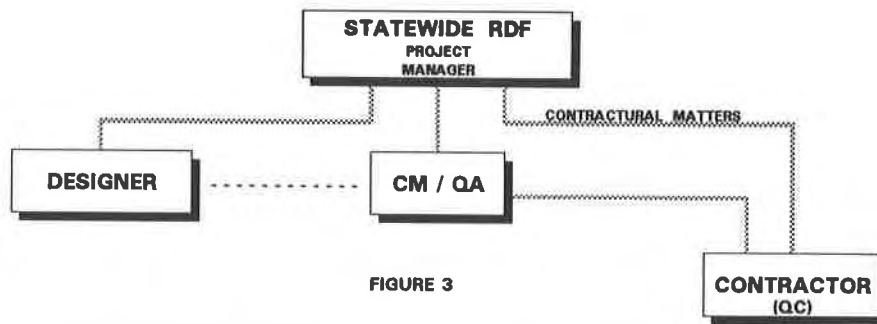 STATEWIDE RDF
PROJECT
MANAGER
CONTRACTURAL MATTERS
DESIGNER
CM / QA
CONTRACTOR
(QC)
FIGURE 3